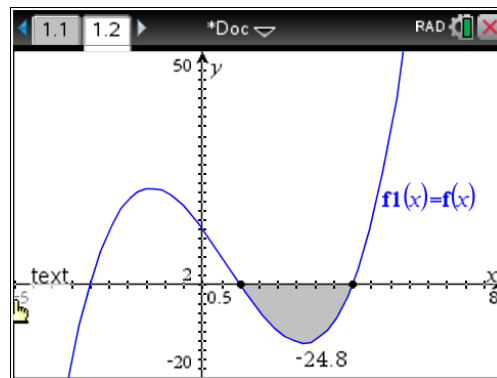 1.1 1.2 *Doc RAD
50 y
f1(x)=f(x)
text 2 x
-5 0.5 8
-20 -24.8